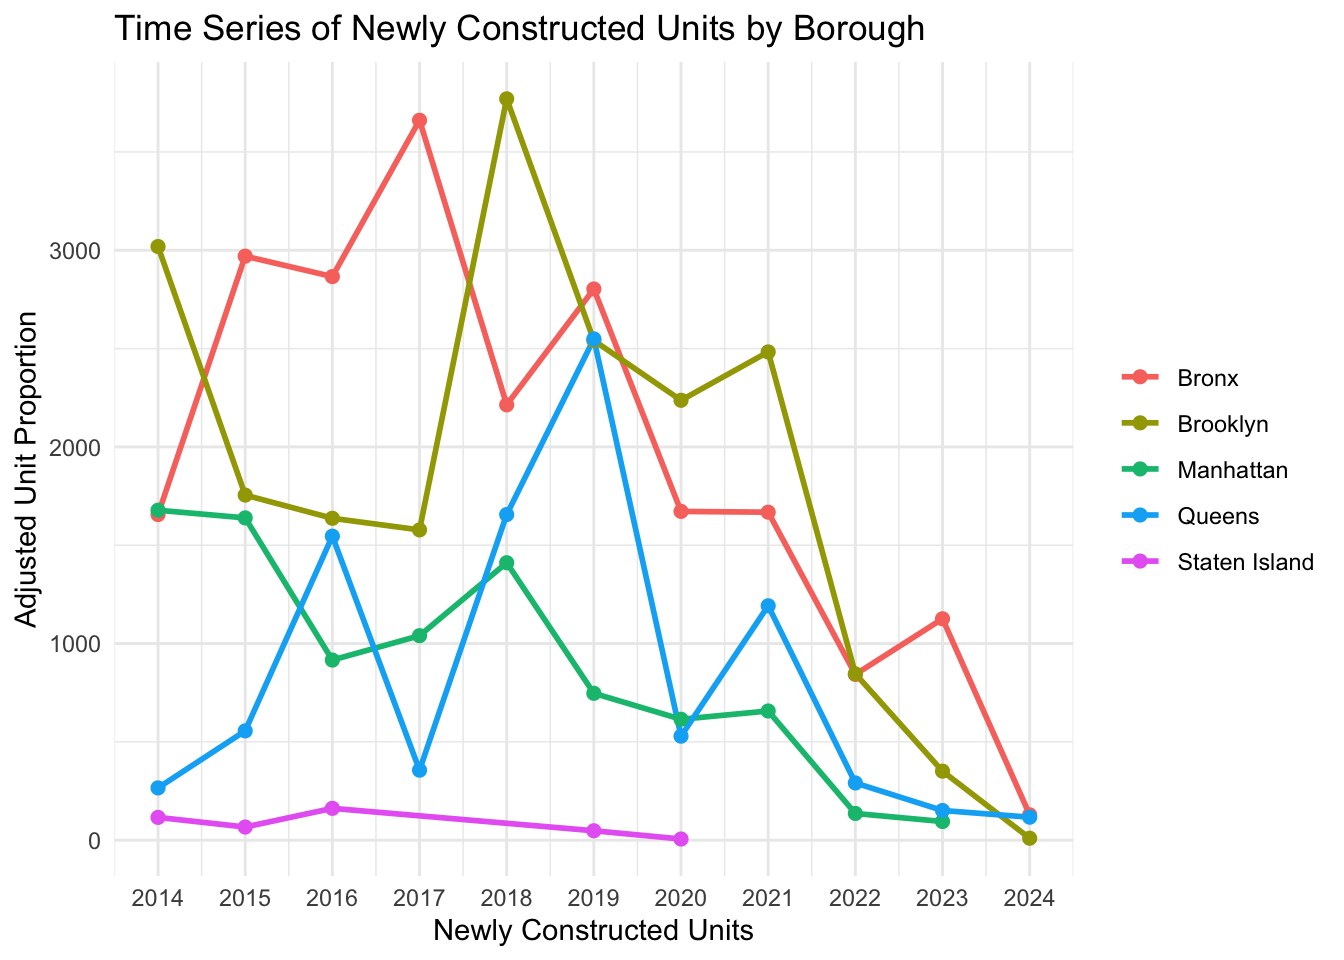 Time Series of Newly Constructed Units by Borough
Adjusted Unit Proportion
3000
2000
1000
0
2014 2015 2016 2017 2018 2019 2020 2021 2022 2023 2024
Newly Constructed Units
Bronx
Brooklyn
Manhattan
Queens
Staten Island